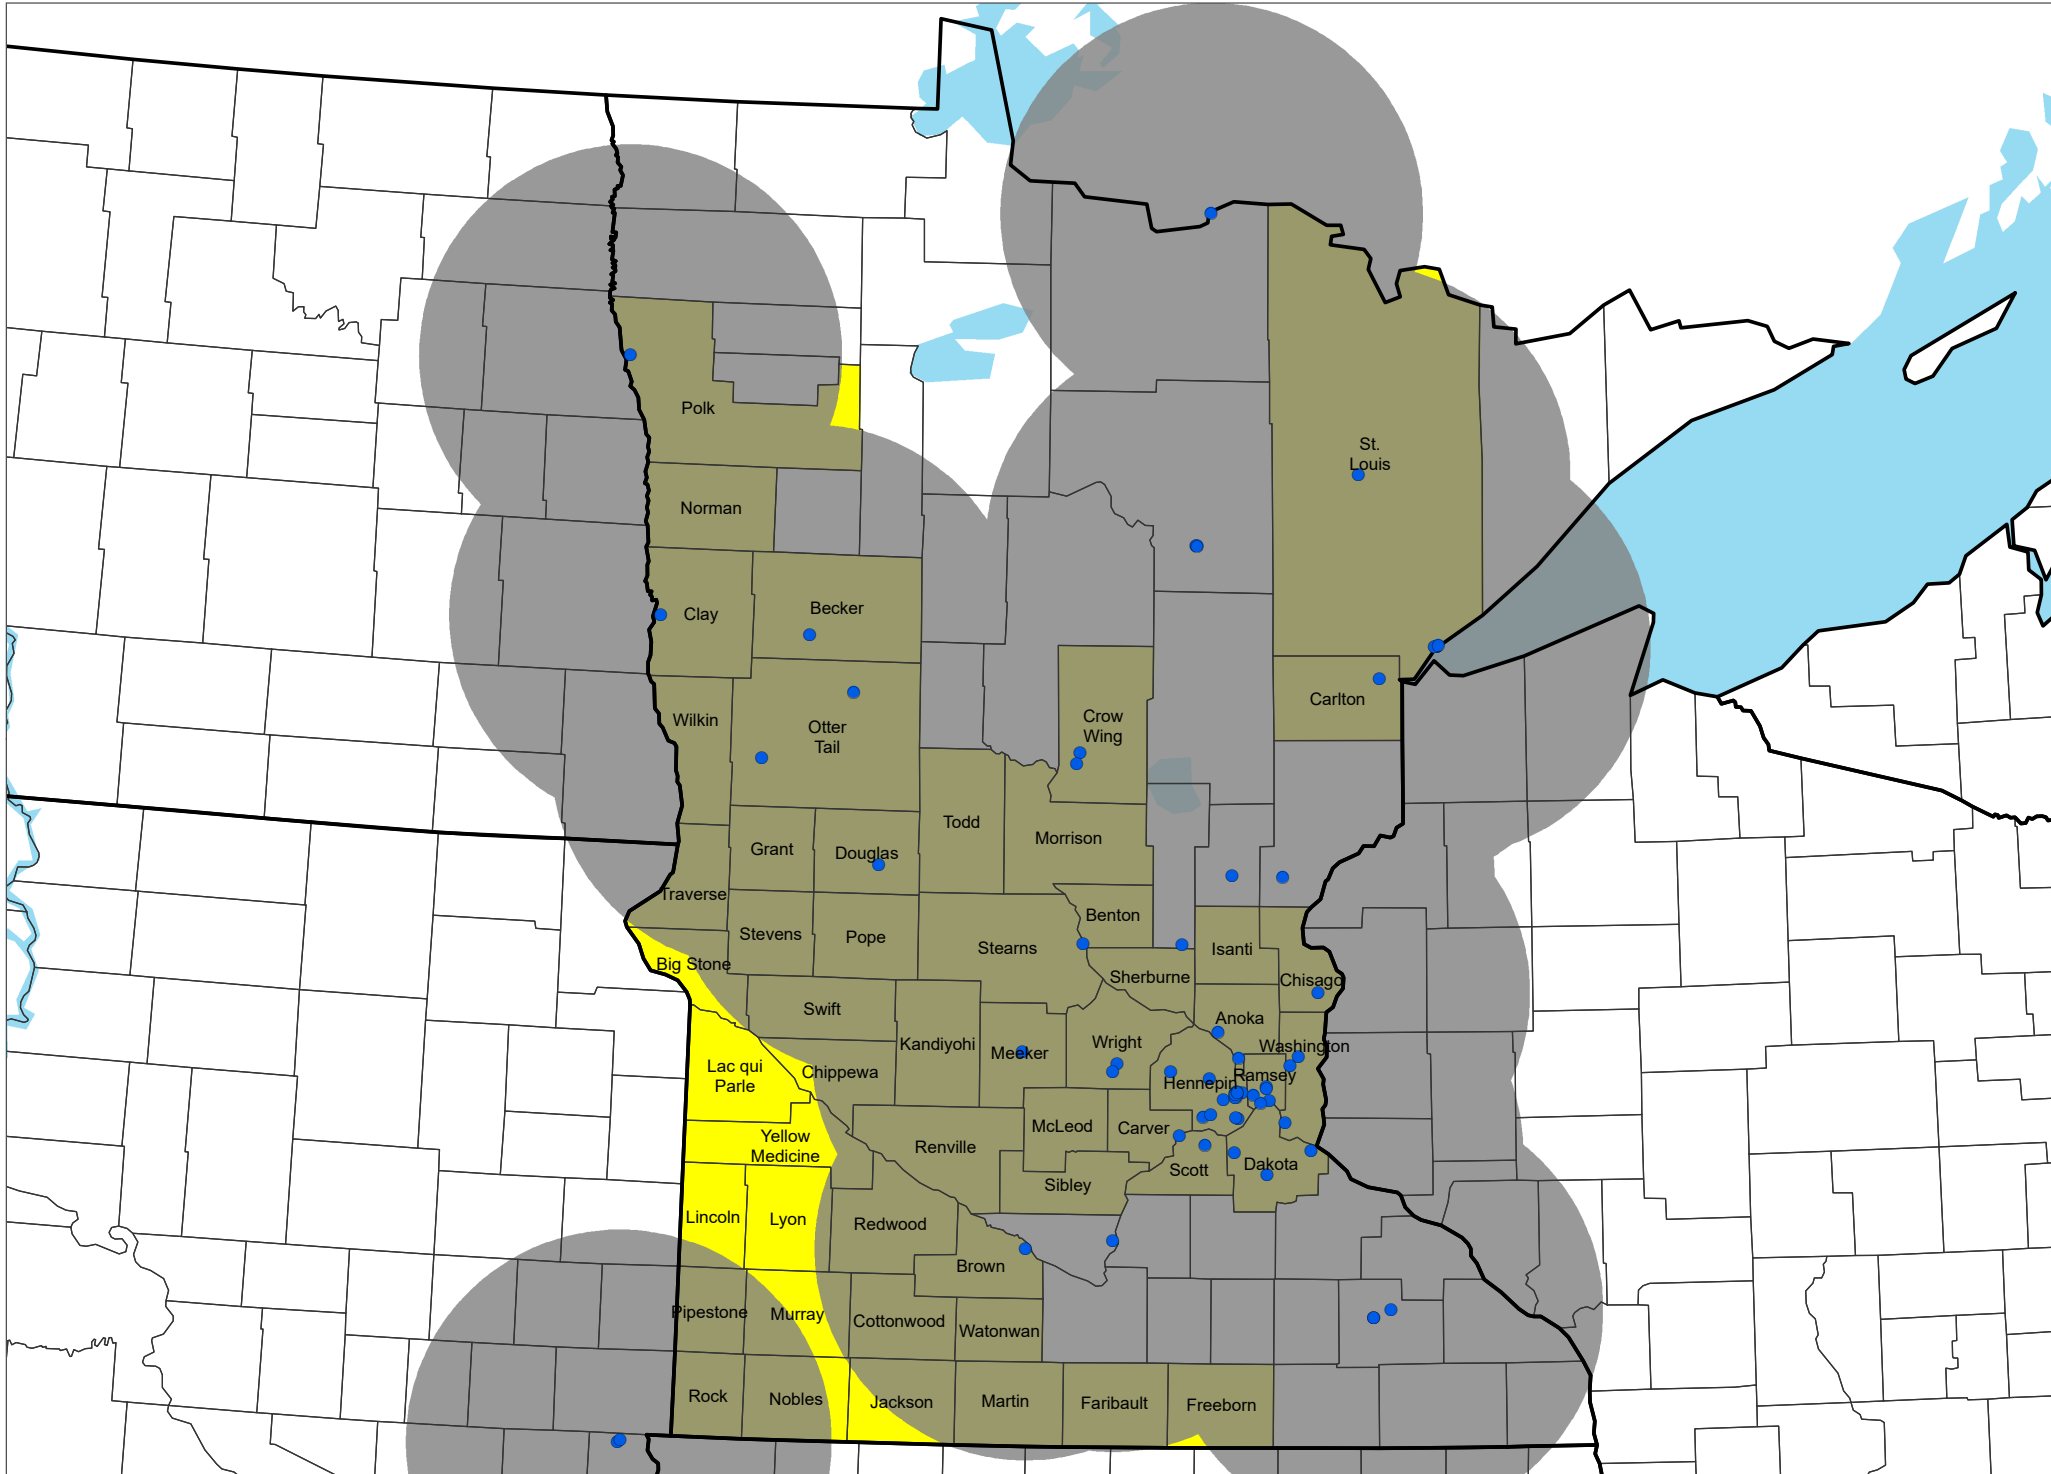 Polk
St.
Louis
Norman
Clay
Becker
Wilkin
Otter
Tail
Crow
Wing
Carlton
Todd
Morrison
Grant
Douglas
Traverse
Benton
Stevens
Pope
Stearns
Isanti
Big Stone
Sherburne
Chisago
Swift
Anoka
Kandiyohi
Meeker
Wright
Washington
Lac qui
Parle
Chippewa
Hennepin
Ramsey
McLeod
Carver
Yellow
Medicine
Renville
Scott
Dakota
Sibley
Lincoln
Lyon
Redwood
Brown
Pipestone
Murray
Cottonwood
Watonwan
Rock
Nobles
Jackson
Martin
Faribault
Freeborn